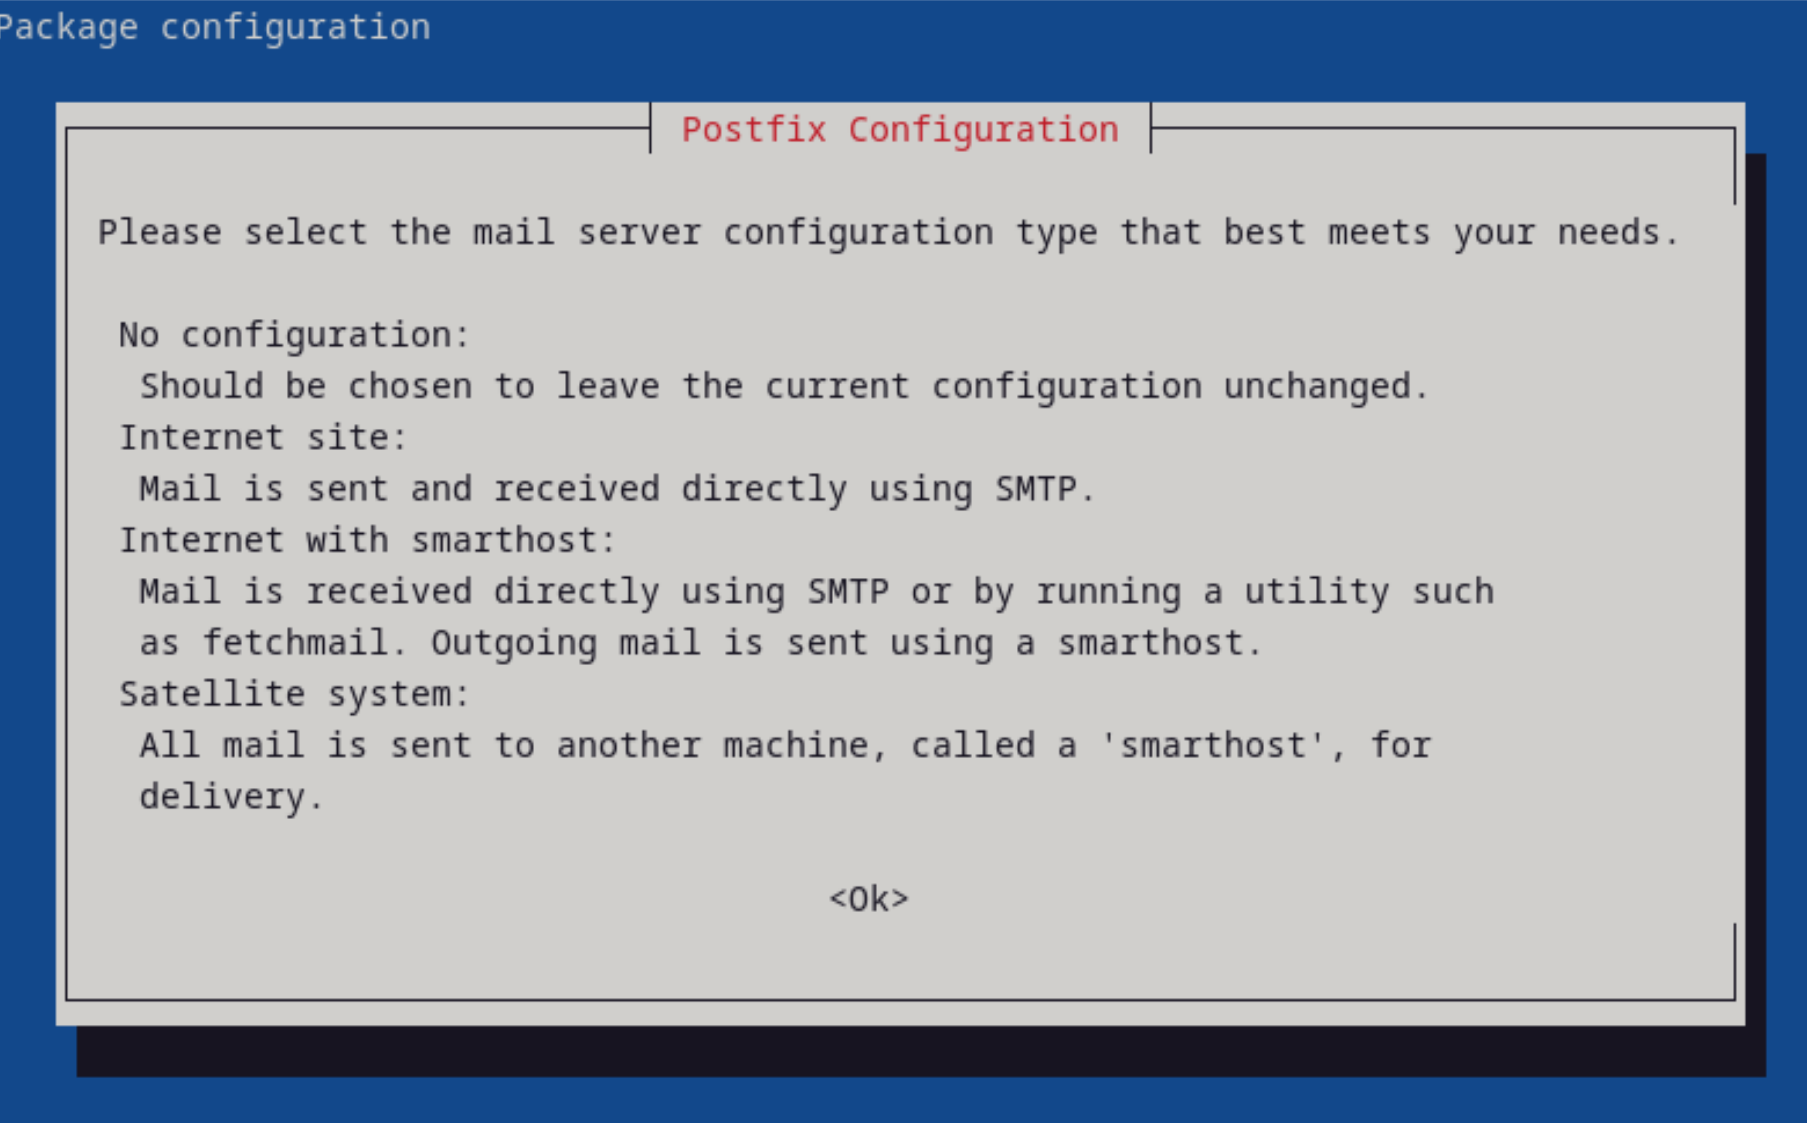 Package configuration
Postfix Configuration
Please select the mail server configuration type that best meets your needs.
No configuration:
Should be chosen to leave the current configuration unchanged.
Internet site:
Mail is sent and received directly using SMTP.
Internet with smarthost:
Mail is received directly using SMTP or by running a utility such
as fetchmail. Outgoing mail is sent using a smarthost.
Satellite system:
All mail is sent to another machine, called a 'smarthost', for
delivery.
<Ok>